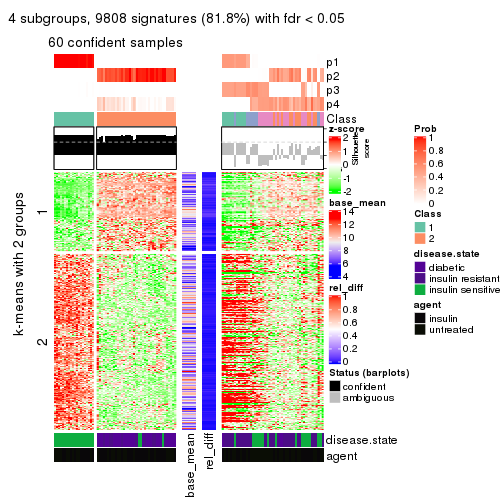 4 subgroups, 9808 signatures (81.8%) with fdr < 0.05
60 confident samples
p1
p2
p3
p4
Class
Silhouette
score
k-means with 2 groups
1
2
base_mean
rel_diff
disease.state
agent
z-score
2
1
0
-1
-2
base_mean
14
12
10
8
6
4
rel_diff
1
0.8
0.6
0.4
0.2
0
Status (barplots)
confident
ambiguous
Prob
1
0.8
0.6
0.4
0.2
0
Class
1
2
disease.state
diabetic
insulin resistant
insulin sensitive
agent
insulin
untreated